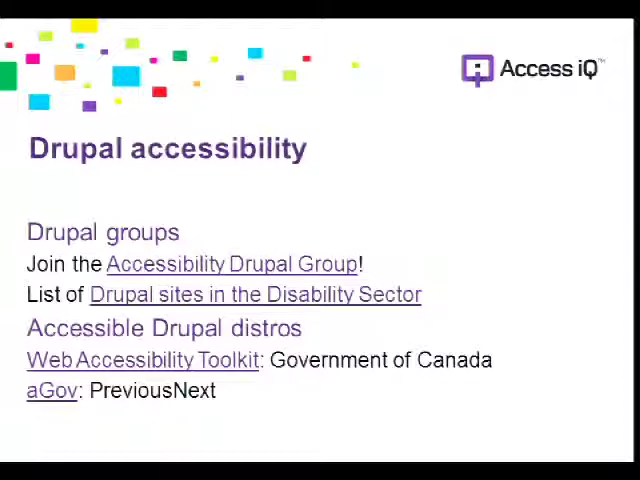 Access iQ™
Drupal accessibility
Drupal groups
Join the Accessibility Drupal Group!
List of Drupal sites in the Disability Sector
Accessible Drupal distros
Web Accessibility Toolkit: Government of Canada
aGov: PreviousNext